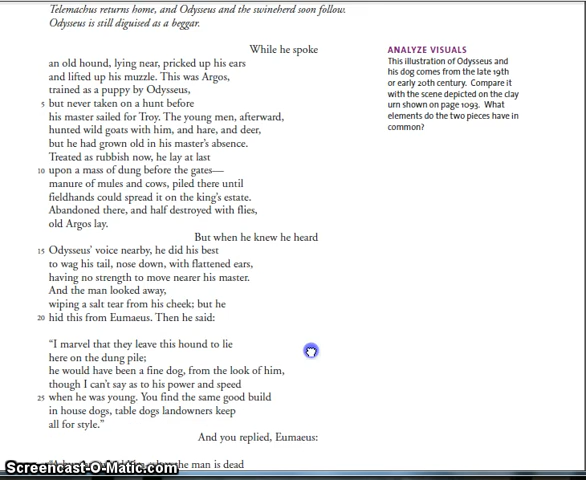 Telemachus returns home, and Odysseus and the swineherd soon follow.
Odysseus is still disguised as a beggar.
While he spoke
an old hound, lying near, pricked up his ears
and lifted up his muzzle. This was Argos,
trained as a puppy by Odysseus,
5 but never taken on a hunt before
his master sailed for Troy. The young men, afterward,
hunted wild goats with him, and hare, and deer,
but he had grown old in his master's absence.
Treated as rubbish now, he lay at last
10 upon a mass of dung before the gates—
manure of mules and cows, piled there until
fieldhands could spread it on the king's estate.
Abandoned there, and half destroyed with flies,
old Argos lay.
But when he knew he heard
15 Odysseus' voice nearby, he did his best
to wag his tail, nose down, with flattened ears,
having no strength to move nearer his master.
And the man looked away,
wiping a salt tear from his cheek; but he
20 hid this from Eumaeus. Then he said:
"I marvel that they leave this hound to lie
here on the dung pile;
he would have been a fine dog, from the look of him,
though I can't say as to his power and speed
25 when he was young. You find the same good build
in house dogs, table dogs landowners keep
all for style."
And you replied, Eumaeus:
the man is dead
ANALYZE VISUALS
This illustration of Odysseus and
his dog comes from the late 19th
or early 20th century. Compare it
with the scene depicted on the clay
urn shown on page 1093. What
elements do the two pieces have in
common?
Screencast-O-Matic.com